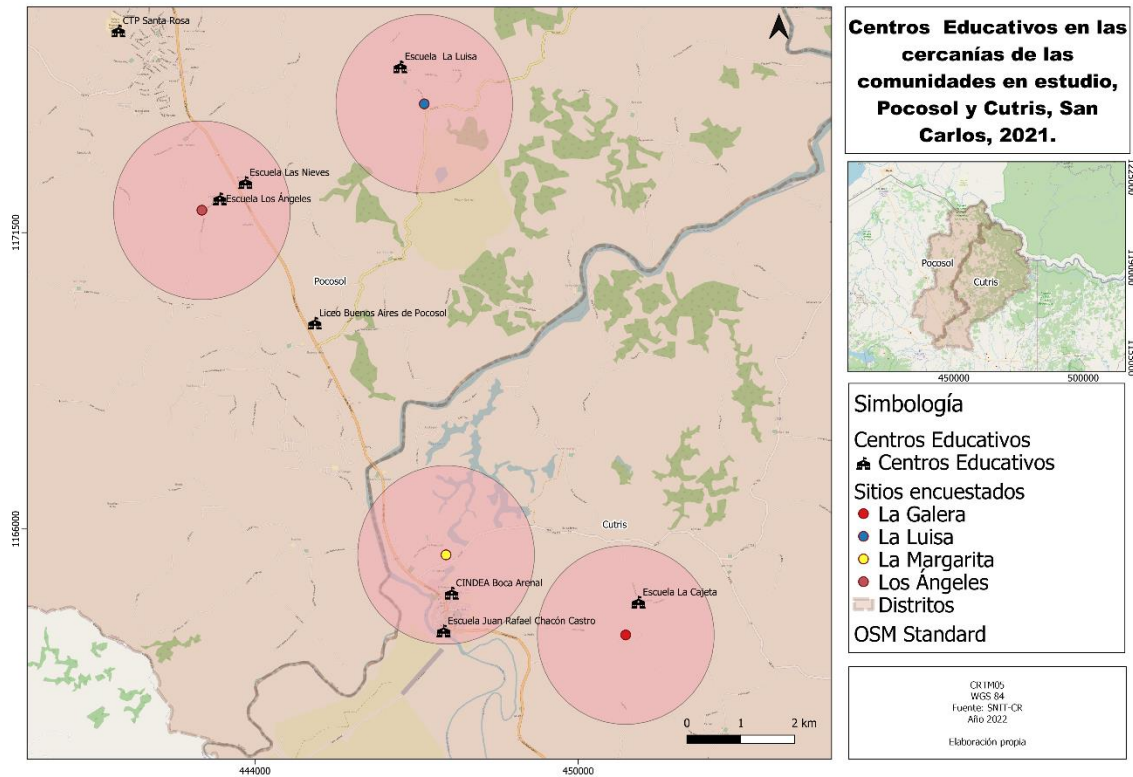 Centros Educativos en las
cercanías de las
comunidades en estudio,
Pocosol y Cutris, San
Carlos, 2021.
CTP Santa Rosa
Escuela La Luisa
Escuela Las Nieves
Escuela Los Ángeles
Pocosol
Liceo Buenos Aires de Pocosol
Cutris
CINDEA Boca Arenal
Escuela La Cajeta
Escuela Juan Rafael Chacón Castro
0 1 2 km
1171500
1166000
444000
450000
Pocosol
Cutris
1225000
1190000
1155000
450000
500000
Simbología
Centros Educativos
Centros Educativos
Sitios encuestados
La Galera
La Luisa
La Margarita
Los Ángeles
Distritos
OSM Standard
CRTM05
WGS 84
Fuente: SNIT-CR
Año 2022
Elaboración propia